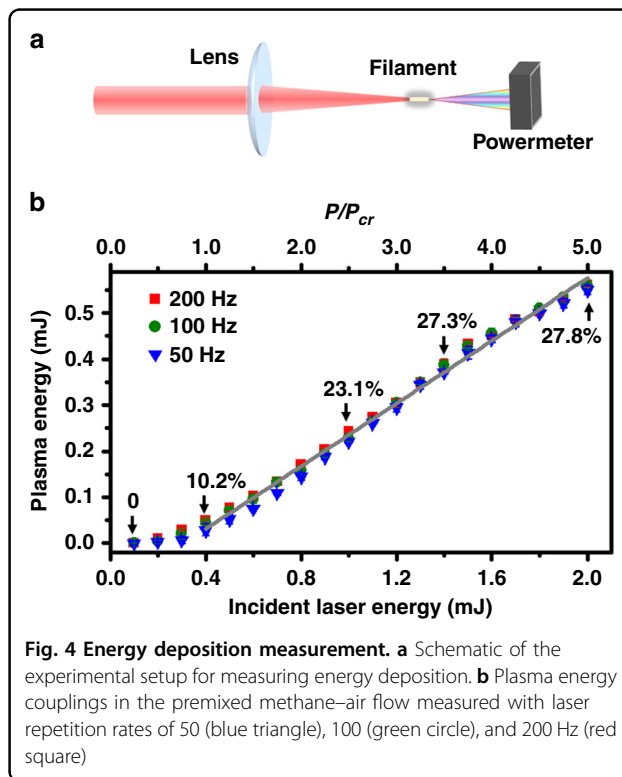 a
Lens
Filament
Powermeter
b
P/Pcr
0.0 1.0 2.0 3.0 4.0 5.0
200 Hz
100 Hz
50 Hz
0
10.2%
23.1%
27.3%
27.8%
Plasma energy (mJ)
0.5
0.4
0.3
0.2
0.1
0.0
0.0 0.4 0.8 1.2 1.6 2.0
Incident laser energy (mJ)
Fig. 4 Energy deposition measurement. a Schematic of the
experimental setup for measuring energy deposition. b Plasma energy
couplings in the premixed methane–air flow measured with laser
repetition rates of 50 (blue triangle), 100 (green circle), and 200 Hz (red
square)